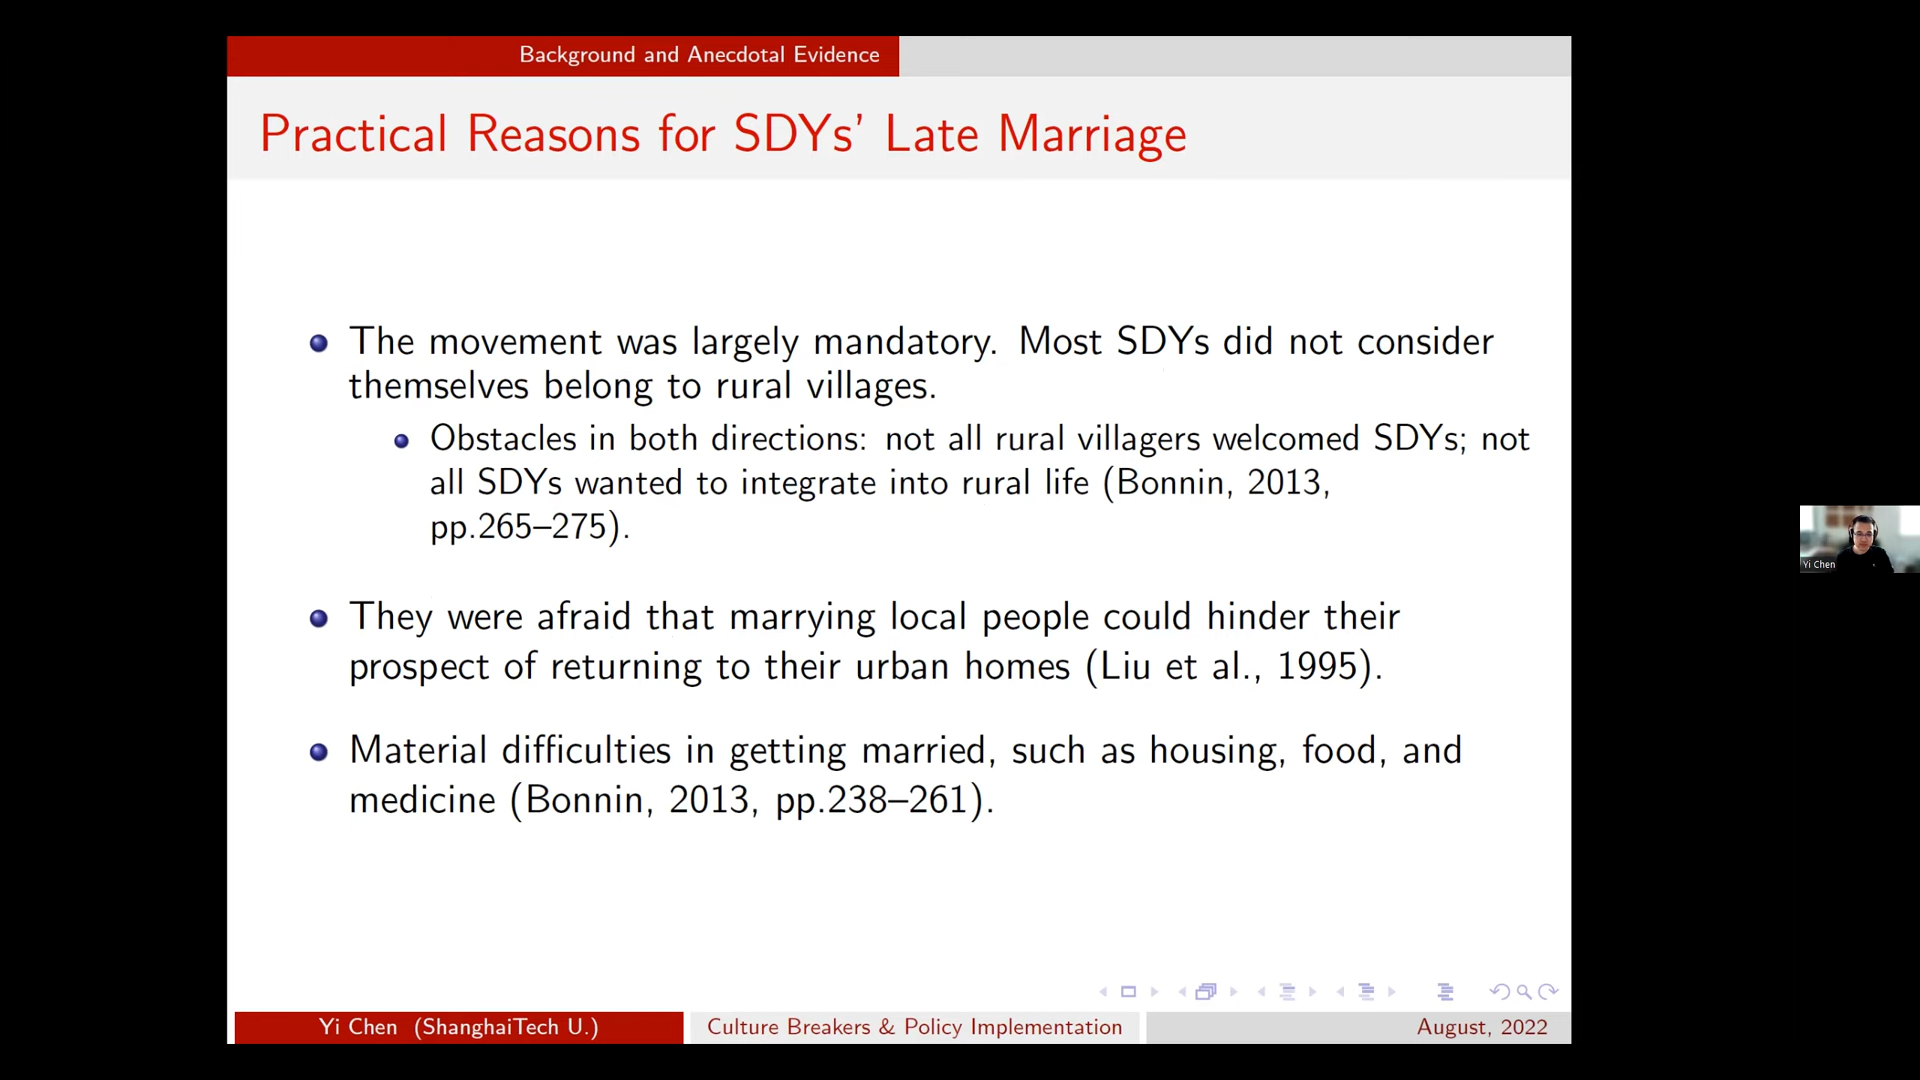 Background and Anecdotal Evidence
Practical Reasons for SDYs' Late Marriage
The movement was largely mandatory. Most SDYs did not consider
themselves belong to rural villages.
Obstacles in both directions: not all rural villagers welcomed SDYs; not
all SDYs wanted to integrate into rural life (Bonnin, 2013,
pp.265–275).
They were afraid that marrying local people could hinder their
prospect of returning to their urban homes (Liu et al., 1995).
Material difficulties in getting married, such as housing, food, and
medicine (Bonnin, 2013, pp.238–261).
Yi Chen
Yi Chen (ShanghaiTech U.)
Culture Breakers & Policy Implementation
August, 2022